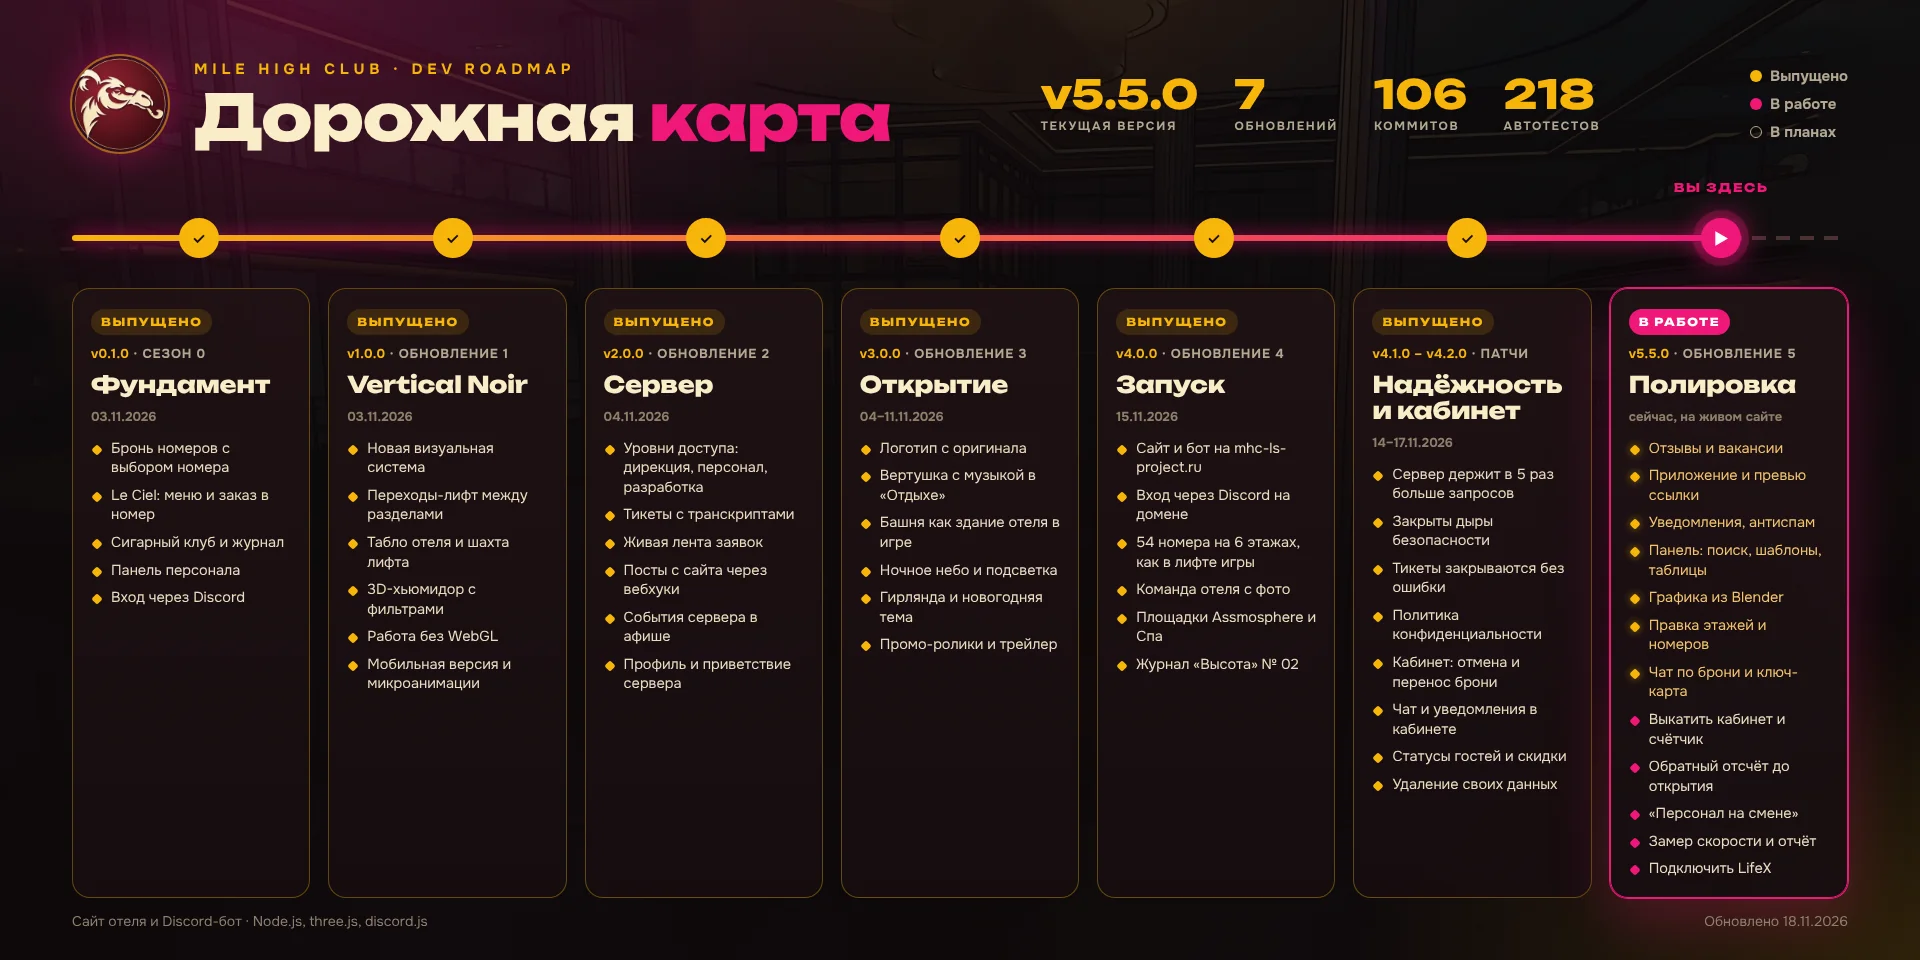 MILE HIGH CLUB · DEV ROADMAP
Дорожная карта
v5.5.0
ТЕКУЩАЯ ВЕРСИЯ
7
ОБНОВЛЕНИЙ
106
КОММИТОВ
218
АВТОТЕСТОВ
Выпущено
В работе
В планах
ВЫ ЗДЕСЬ
ВЫПУЩЕНО
v0.1.0 · СЕЗОН 0
Фундамент
03.11.2026
Бронь номеров с
выбором номера
Le Ciel: меню и заказ в
номер
Сигарный клуб и журнал
Панель персонала
Вход через Discord
ВЫПУЩЕНО
v1.0.0 · ОБНОВЛЕНИЕ 1
Vertical Noir
03.11.2026
Новая визуальная
система
Переходы-лифт между
разделами
Табло отеля и шахта
лифта
3D-хьюмидор с
фильтрами
Работа без WebGL
Мобильная версия и
микроанимации
ВЫПУЩЕНО
v2.0.0 · ОБНОВЛЕНИЕ 2
Сервер
04.11.2026
Уровни доступа:
дирекция, персонал,
разработка
Тикеты с транскриптами
Живая лента заявок
Посты с сайта через
вебхуки
События сервера в
афише
Профиль и приветствие
сервера
ВЫПУЩЕНО
v3.0.0 · ОБНОВЛЕНИЕ 3
Открытие
04–11.11.2026
Логотип с оригинала
Вертушка с музыкой в
«Отдыхе»
Башня как здание отеля в
игре
Ночное небо и подсветка
Гирлянда и новогодняя
тема
Промо-ролики и трейлер
ВЫПУЩЕНО
v4.0.0 · ОБНОВЛЕНИЕ 4
Запуск
15.11.2026
Сайт и бот на mhc-ls-
project.ru
Вход через Discord на
домене
54 номера на 6 этажах,
как в лифте игры
Команда отеля с фото
Площадки Assmosphere и
Спа
Журнал «Высота» № 02
ВЫПУЩЕНО
v4.1.0 – v4.2.0 · ПАТЧИ
Надёжность
и кабинет
14–17.11.2026
Сервер держит в 5 раз
больше запросов
Закрыты дыры
безопасности
Тикеты закрываются без
ошибки
Политика
конфиденциальности
Кабинет: отмена и
перенос брони
Чат и уведомления в
кабинете
Статусы гостей и скидки
Удаление своих данных
В РАБОТЕ
v5.5.0 · ОБНОВЛЕНИЕ 5
Полировка
сейчас, на живом сайте
Отзывы и вакансии
Приложение и превью
ссылки
Уведомления, антиспам
Панель: поиск, шаблоны,
таблицы
Графика из Blender
Правка этажей и
номеров
Чат по брони и ключ-
карта
Выкатить кабинет и
счётчик
Обратный отсчёт до
открытия
«Персонал на смене»
Замер скорости и отчёт
Подключить LifeX
Сайт отеля и Discord-бот · Node.js, three.js, discord.js
Обновлено 18.11.2026